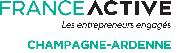 FRANCE ACTIVE
Les entrepreneurs engagés
CHAMPAGNE-ARDENNE